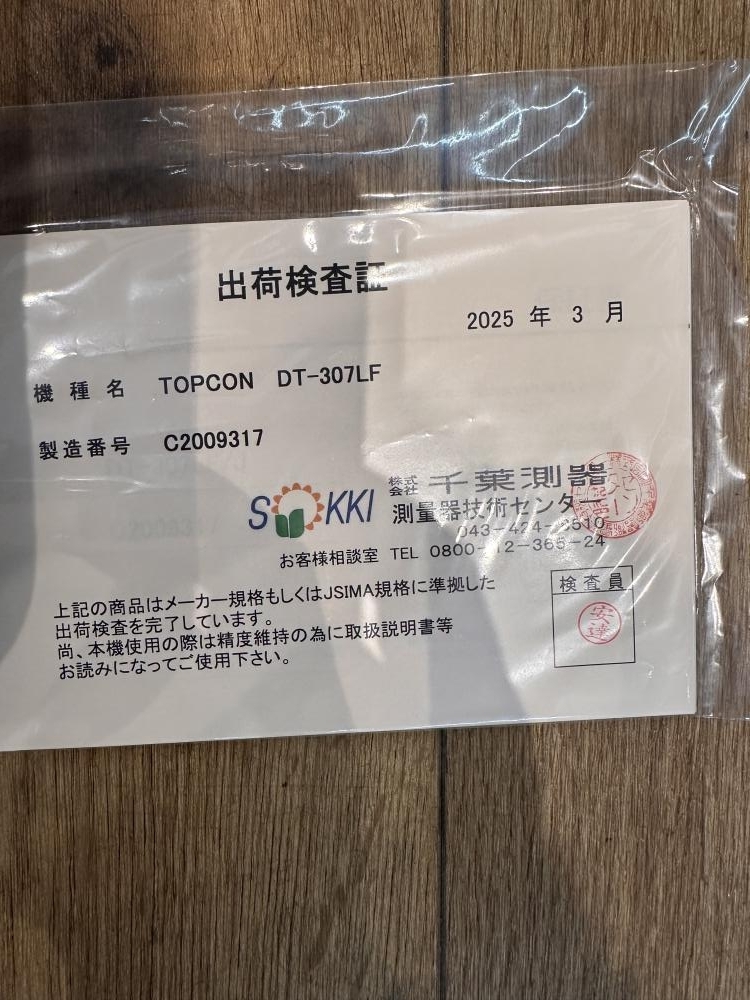 出荷検査証
2025 年 3 月
機 種 名 TOPCON DT-307LF
製造番号 C2009317
SOKKI 株式会社 千葉測器
測量器技術センター
お客様相談室 TEL
上記の商品はメーカー規格もしくはJSIMA規格に準拠した
出荷検査を完了しています。
尚、本機使用の際は精度維持の為に取扱説明書等
お読みになってご使用下さい。
検査員
安達